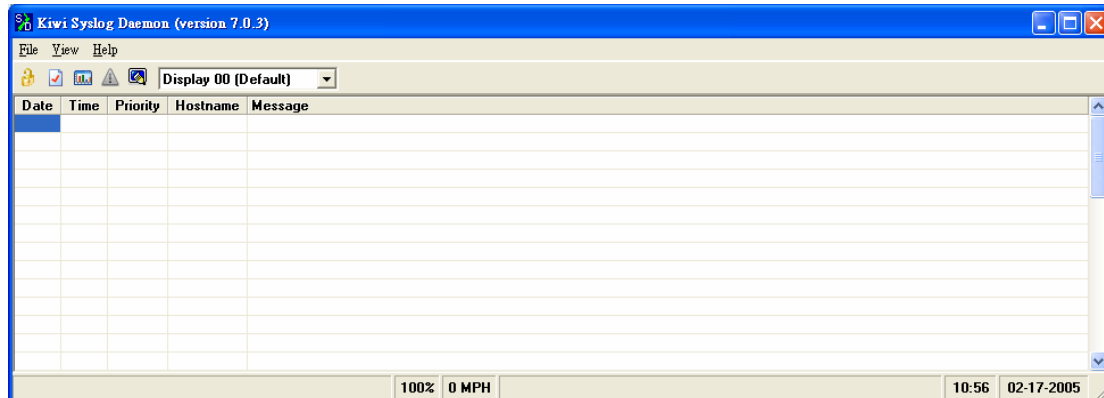 Kiwi Syslog Daemon (version 7.0.3)
File View Help
Display 00 (Default)
Date Time Priority Hostname Message
100% 0 MPH 10:56 02-17-2005